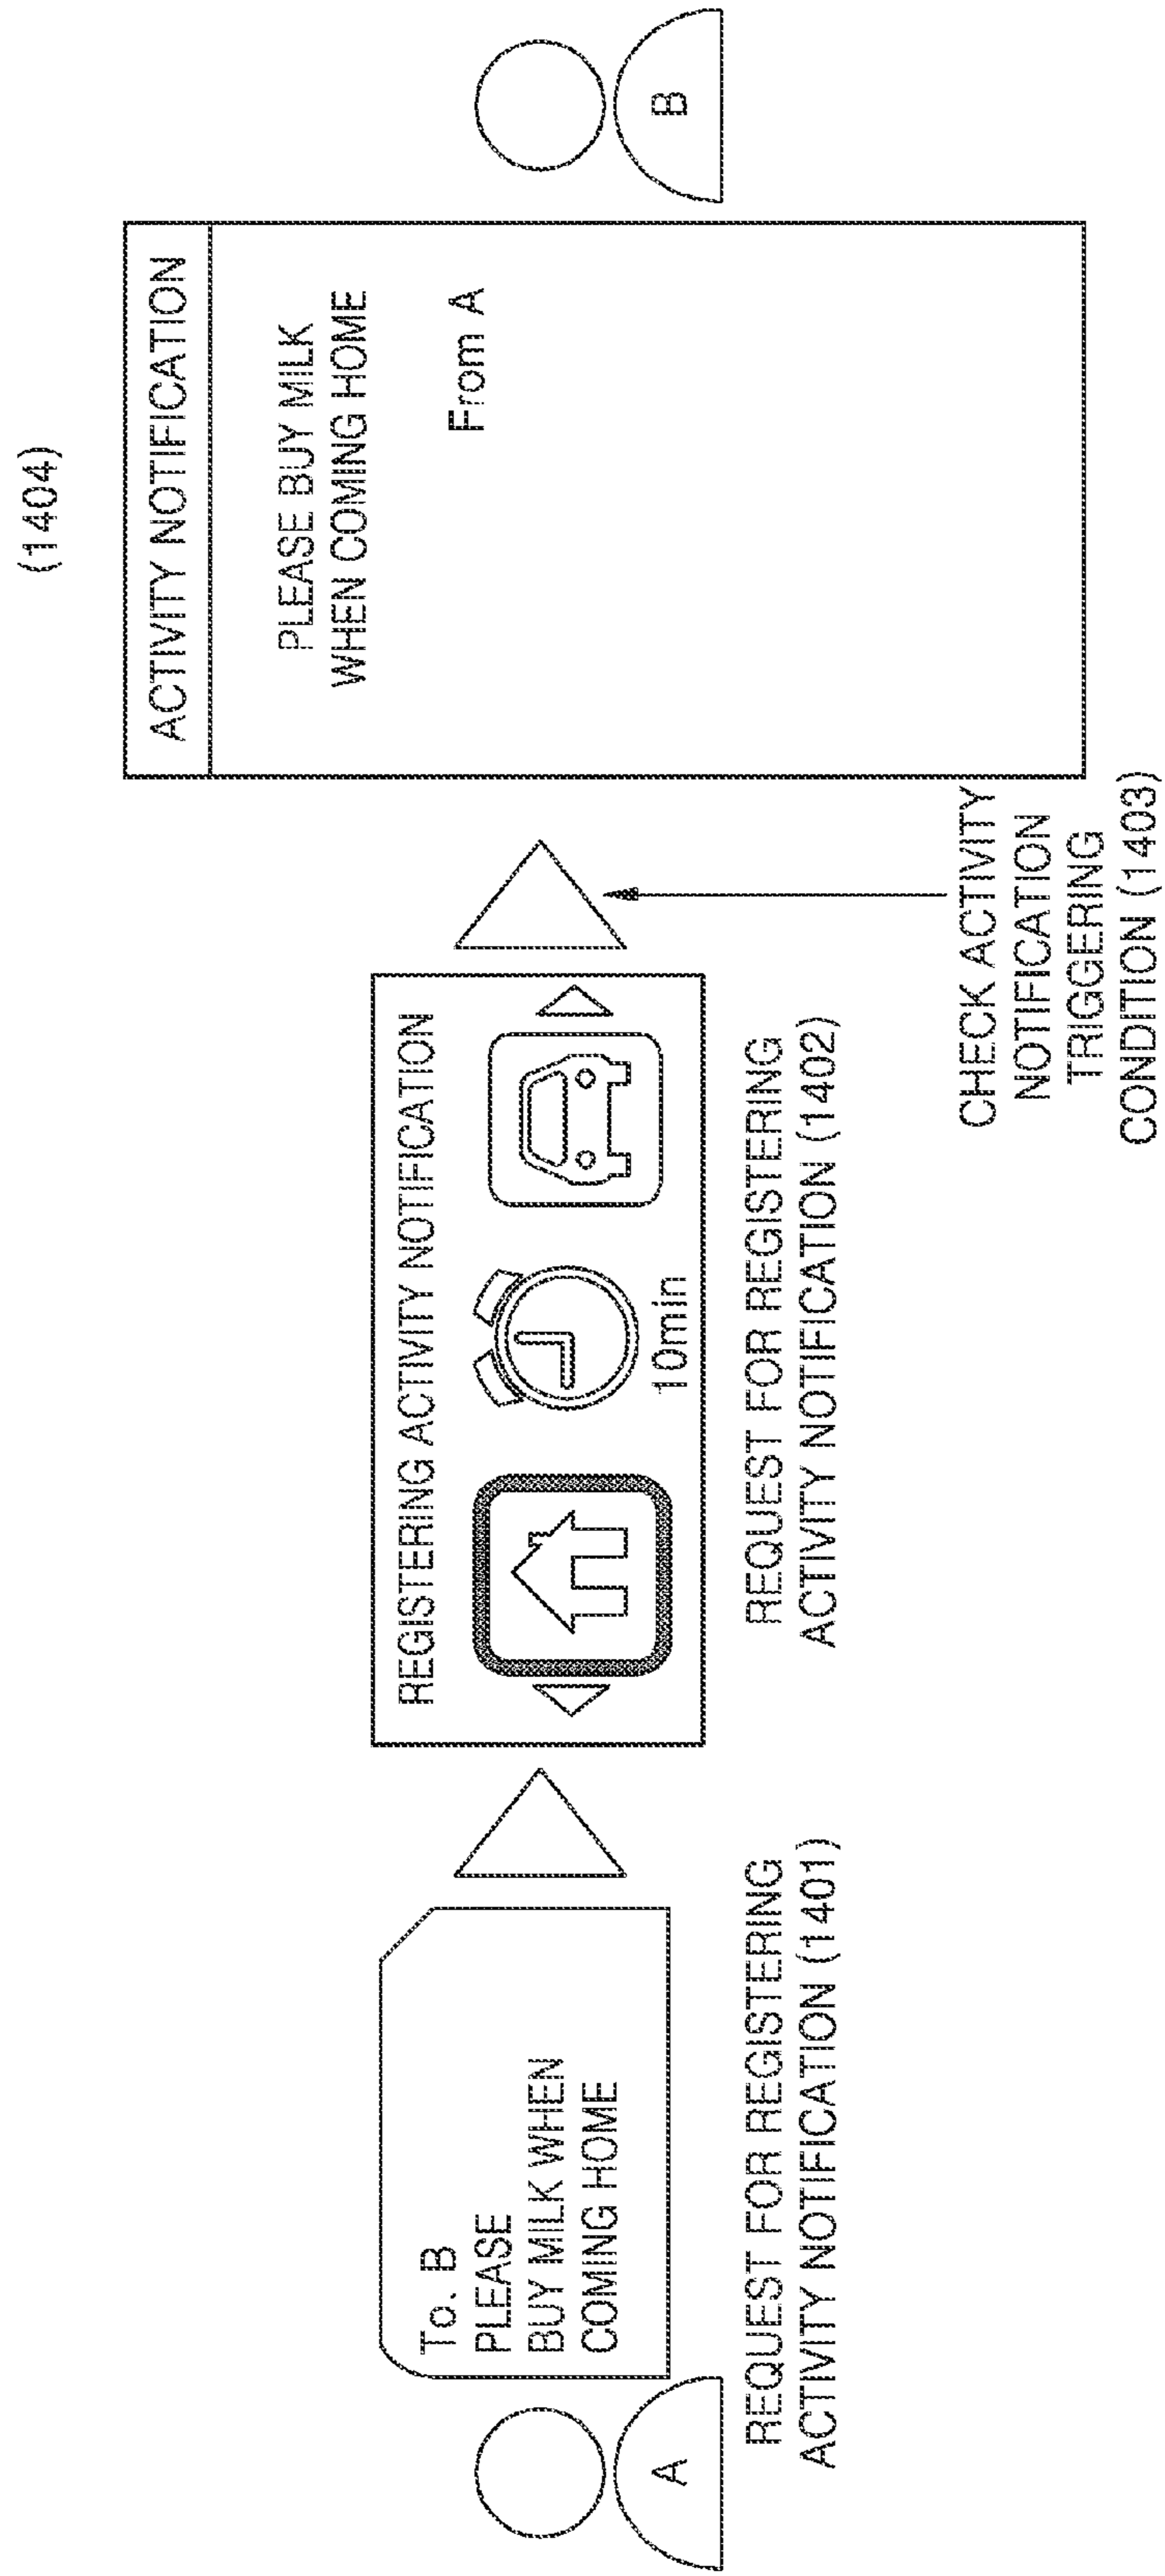 To. B
PLEASE
BUY MILK WHEN
COMING HOME
A
REQUEST FOR REGISTERING
ACTIVITY NOTIFICATION (1401)
REGISTERING ACTIVITY NOTIFICATION
10min
REQUEST FOR REGISTERING
ACTIVITY NOTIFICATION (1402)
CHECK ACTIVITY
NOTIFICATION
TRIGGERING
CONDITION (1403)
(1404)
ACTIVITY NOTIFICATION
PLEASE BUY MILK
WHEN COMING HOME
From A
B